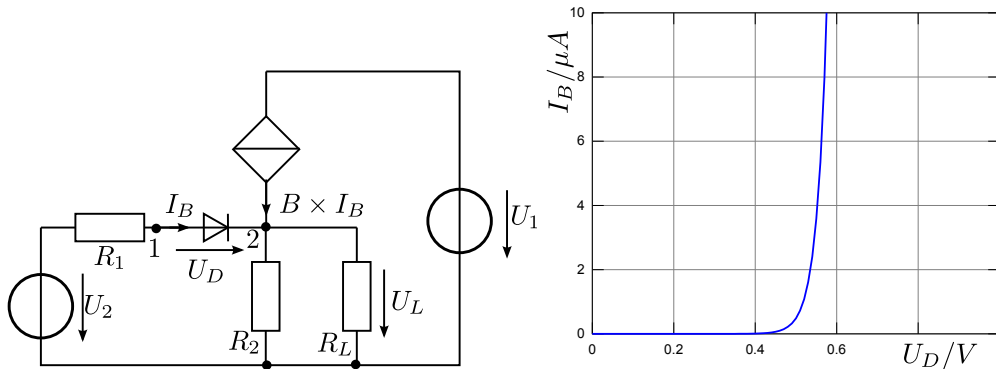 I_B
B × I_B
U_1
1
2
R_1
U_D
U_2
R_2
R_L
U_L
I_B/μA
10
8
6
4
2
0
0
0.2
0.4
0.6
U_D/V